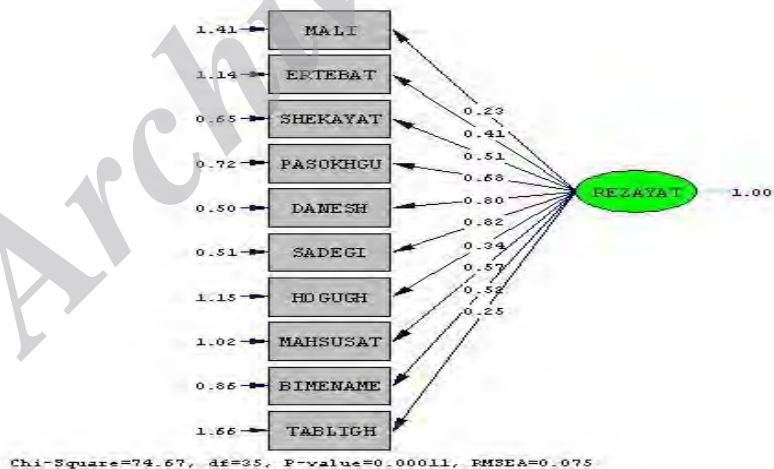 1.41 MALI
1.14 ERTEBAT
0.65 SHEKAYAT
0.72 PASOKHGU
0.50 DANESH
0.51 SADEGI
1.15 HOGUGH
1.02 MAHSUSAT
0.86 BIMENAME
1.66 TABLIGH
0.23
0.41
0.51
0.68
0.80
0.82
0.34
0.57
0.52
0.25
REZAYAT 1.00
Chi-Square=74.67, df=35, P-value=0.00011, RMSEA=0.075
Archiv